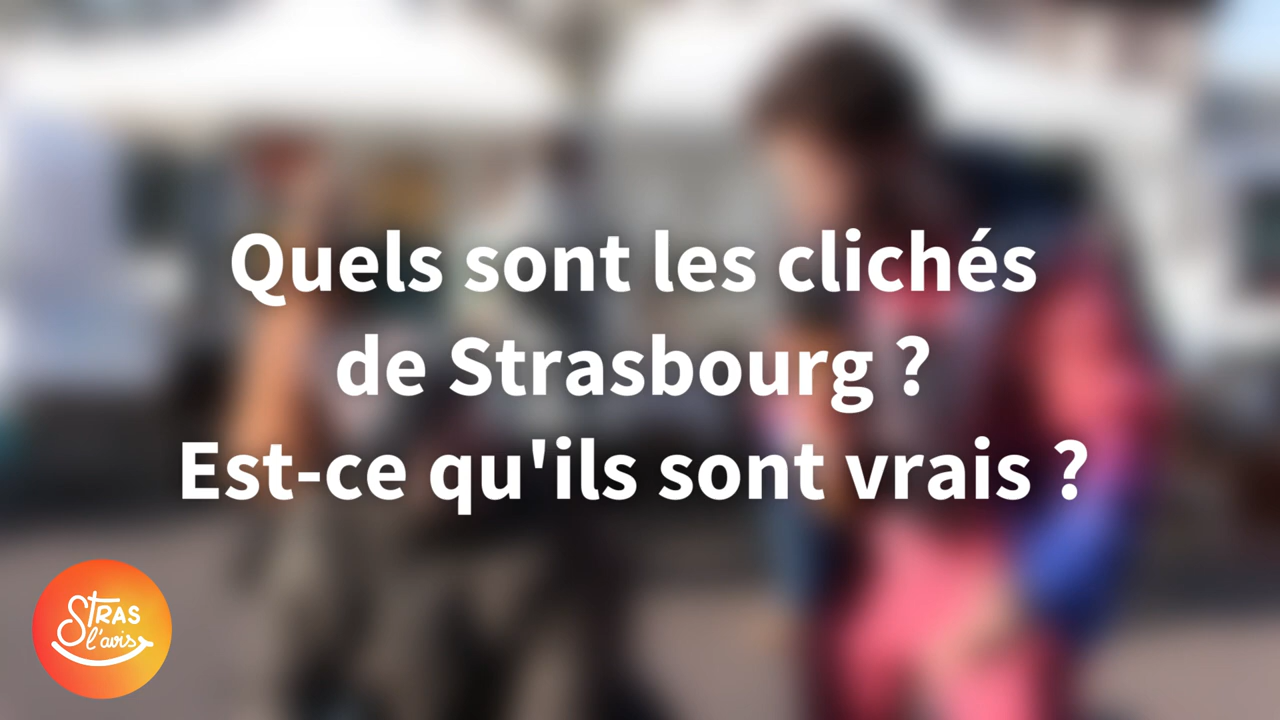 Quels sont les clichés
de Strasbourg ?
Est-ce qu'ils sont vrais ?
STRAS
l'avis